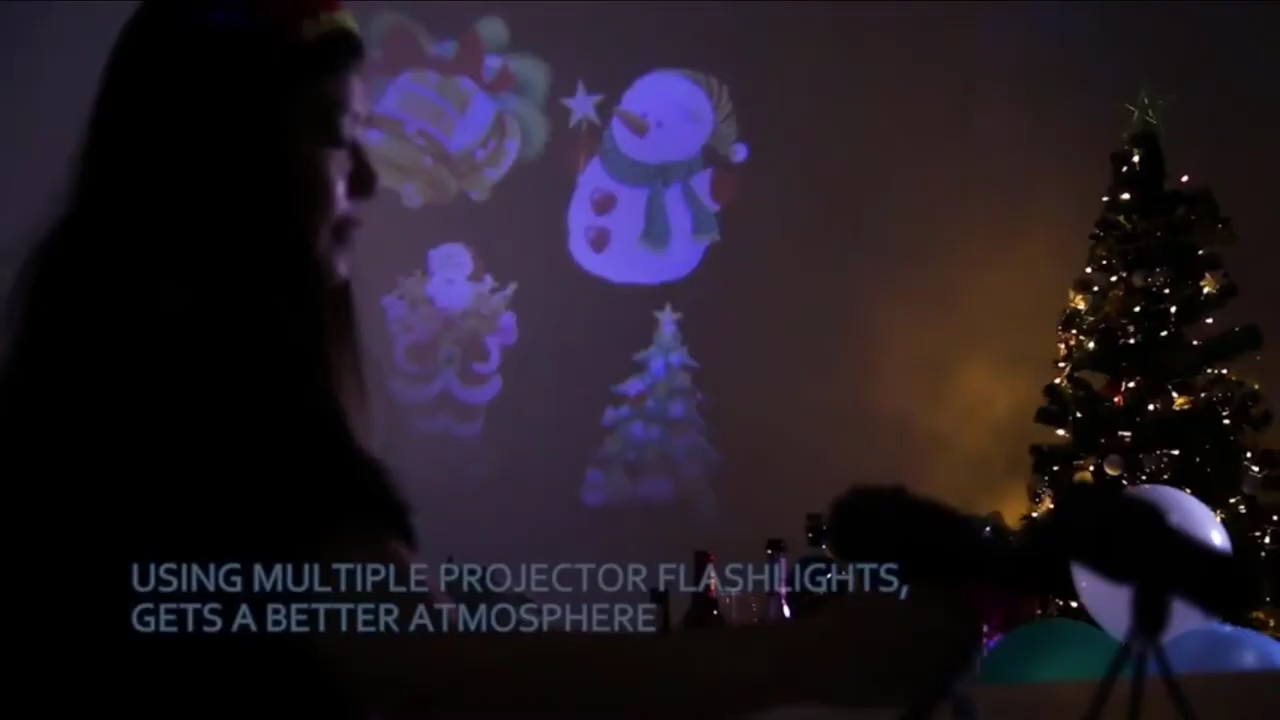 USING MULTIPLE PROJECTOR FLASHLIGHTS,
GETS A BETTER ATMOSPHERE